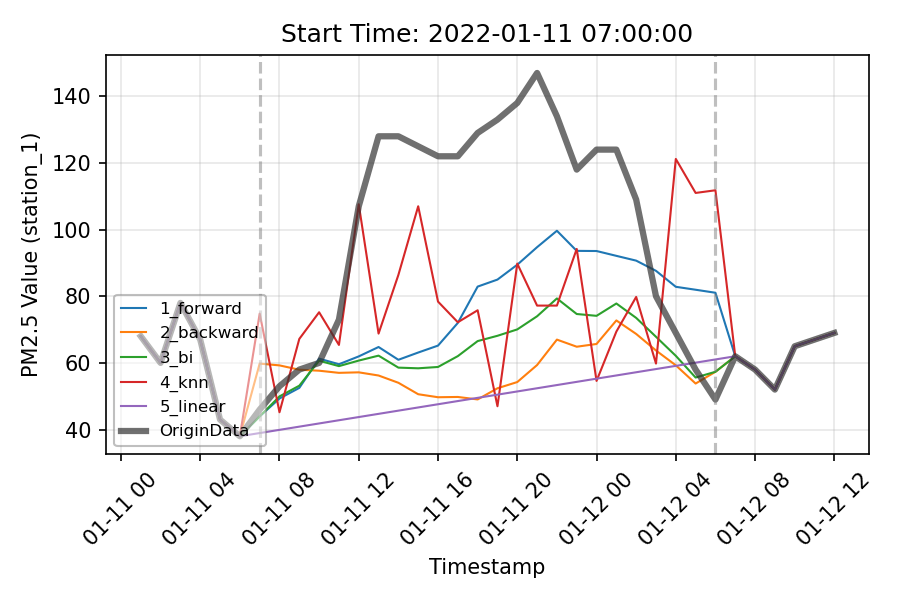 Start Time: 2022-01-11 07:00:00
PM2.5 Value (station_1)
140
120
100
80
60
40
1_forward
2_backward
3_bi
4_knn
5_linear
OriginData
01-11 00
01-11 04
01-11 08
01-11 12
01-11 16
01-11 20
01-12 00
01-12 04
01-12 08
01-12 12
Timestamp